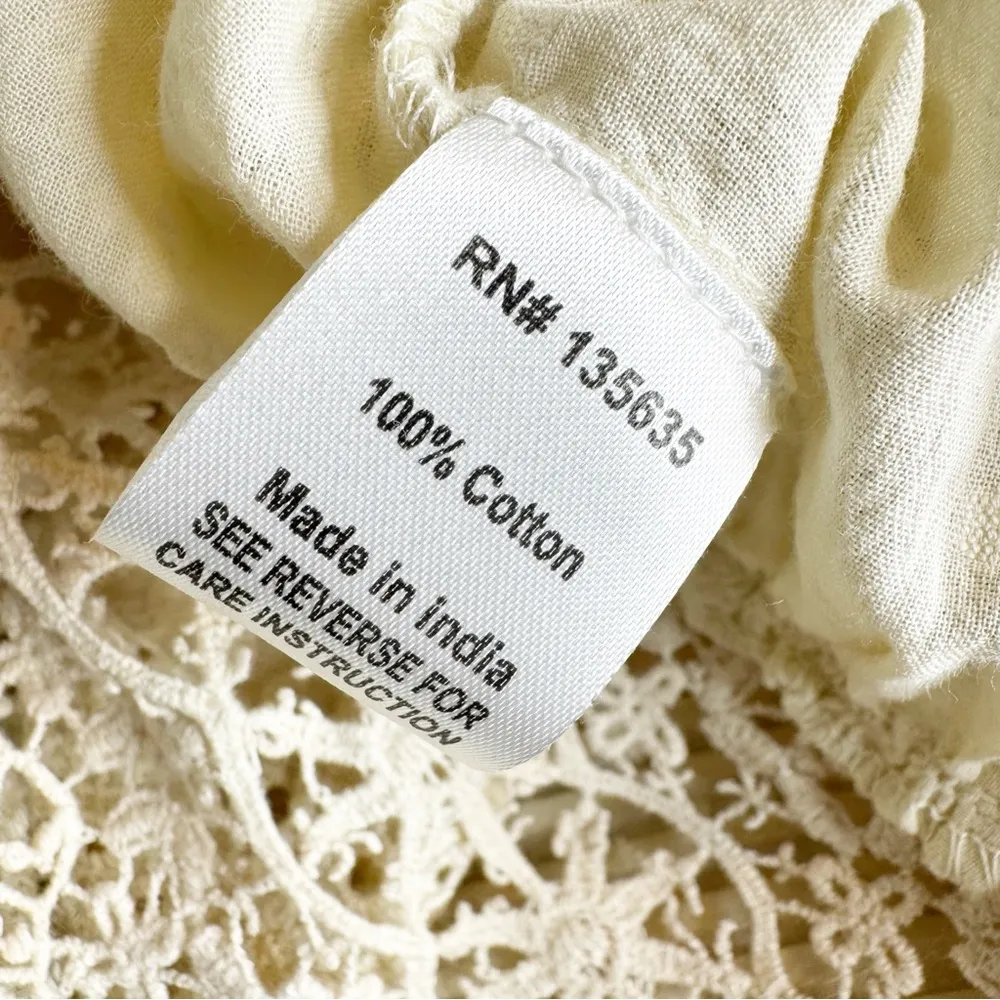 RN# 135635
100% Cotton
Made in India
SEE REVERSE FOR
CARE INSTRUCTION